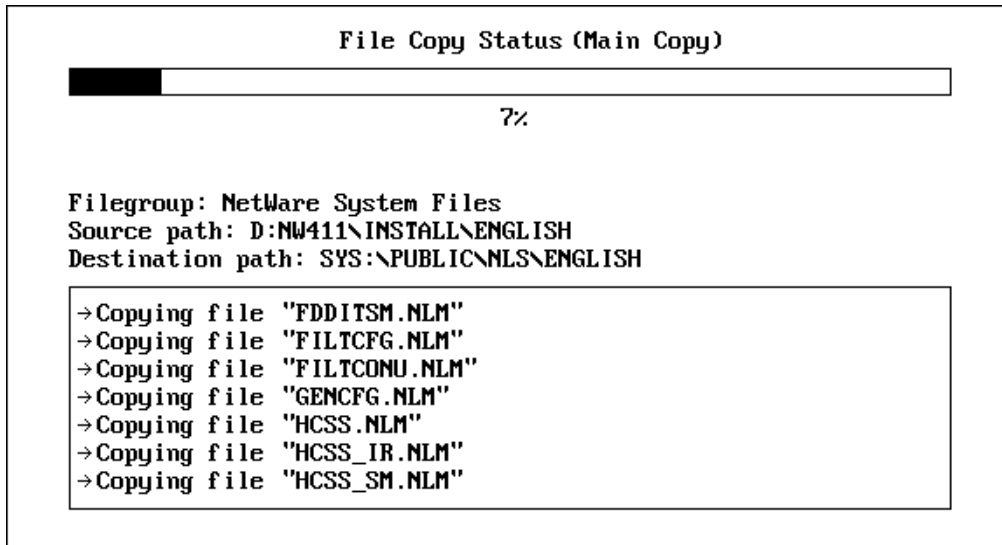 File Copy Status (Main Copy)
7%
Filegroup: NetWare System Files
Source path: D:NW411\INSTALL\ENGLISH
Destination path: SYS:\PUBLIC\NLS\ENGLISH
→Copying file "FDDITSM.NLM"
→Copying file "FILTCFG.NLM"
→Copying file "FILTCONV.NLM"
→Copying file "GENCFG.NLM"
→Copying file "HCSS.NLM"
→Copying file "HCSS_IR.NLM"
→Copying file "HCSS_SM.NLM"